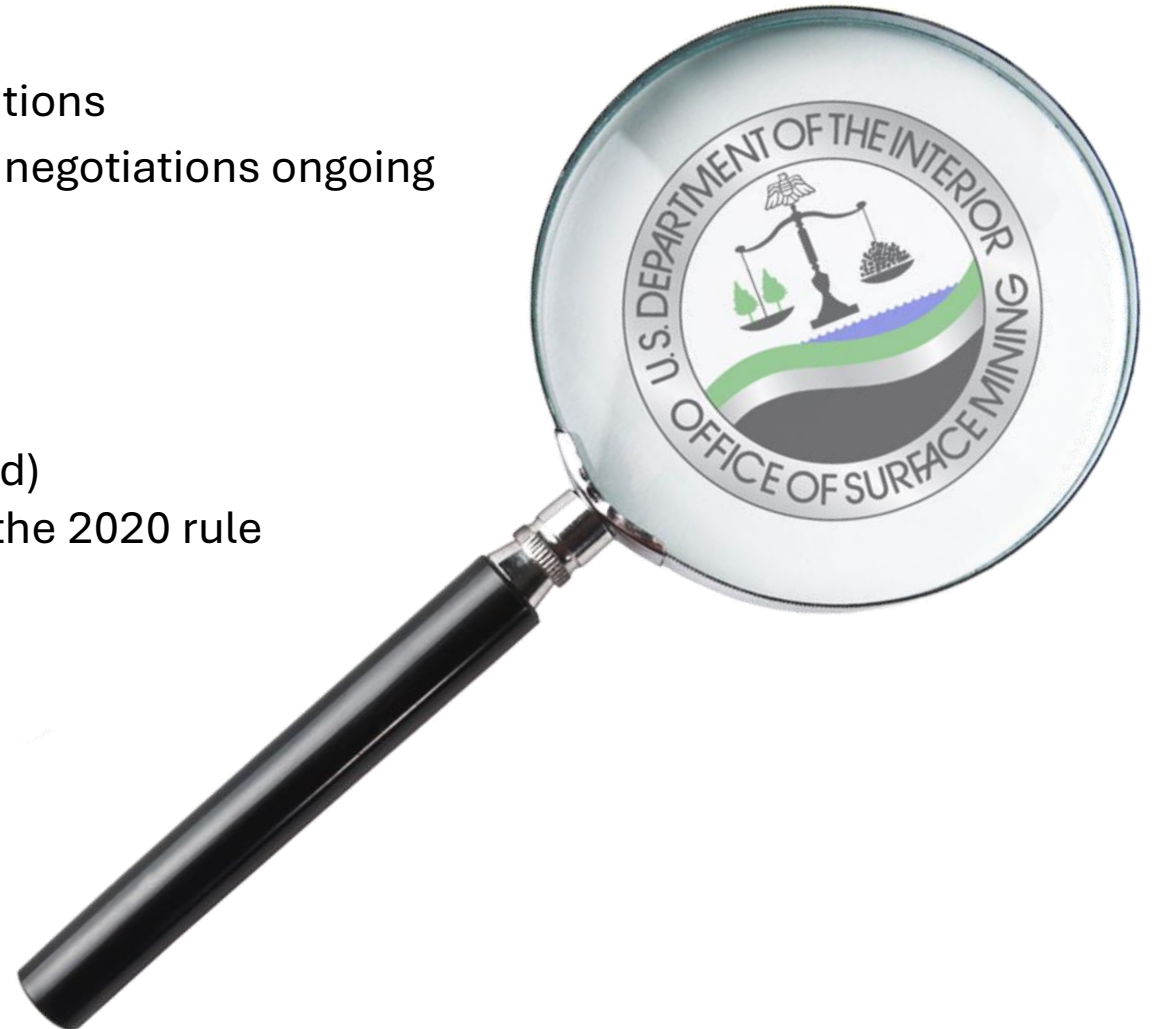 tions
negotiations ongoing
d)
the 2020 rule
U.S. DEPARTMENT OF THE INTERIOR
OFFICE OF SURFACE MINING